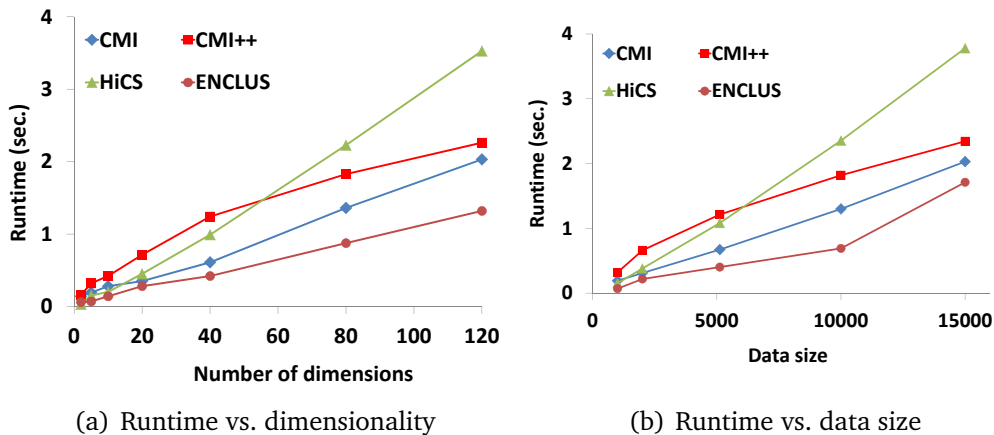 4
3
2
1
0
Runtime (sec.)
CMI
CMI++
HiCS
ENCLUS
0 20 40 60 80 100 120
Number of dimensions
(a) Runtime vs. dimensionality
4
3
2
1
0
Runtime (sec.)
CMI
CMI++
HiCS
ENCLUS
0 5000 10000 15000
Data size
(b) Runtime vs. data size